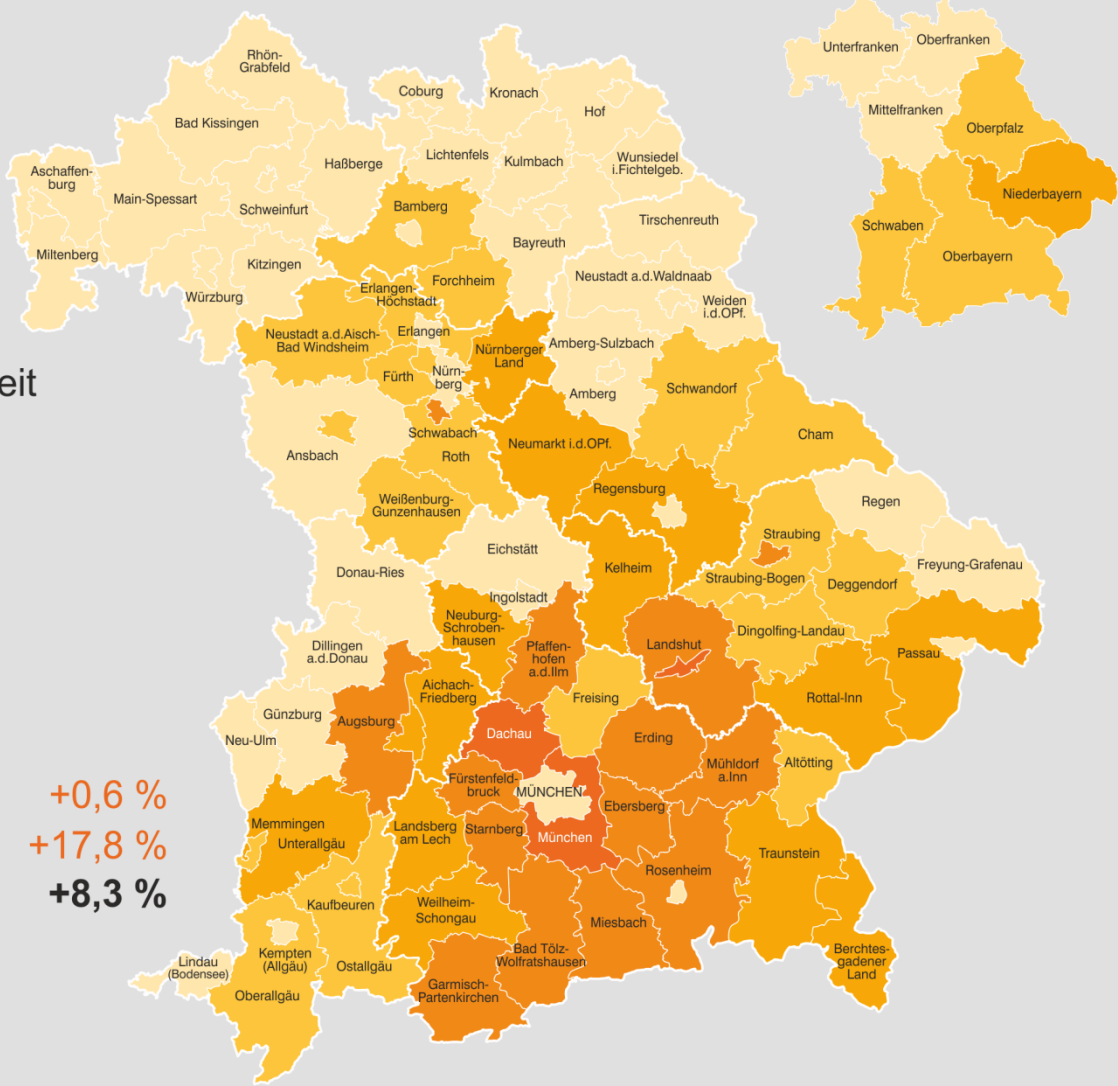 Rhön-
Grabfeld
Coburg
Kronach
Hof
Bad Kissingen
Lichtenfels
Kulmbach
Wunsiedel
i.Fichtelgeb.
Haßberge
Aschaffen-
burg
Main-Spessart
Schweinfurt
Bamberg
Tirschenreuth
Bayreuth
Miltenberg
Kitzingen
Würzburg
Forchheim
Neustadt a.d.Waldnaab
Erlangen-
Höchstadt
Weiden
i.d.OPf.
Neustadt a.d.Aisch-
Bad Windsheim
Erlangen
Nürnberger
Land
Amberg-Sulzbach
Fürth
Nürn-
berg
Amberg
Schwandorf
eit
Schwabach
Roth
Neumarkt i.d.OPf.
Cham
Ansbach
Weißenburg-
Gunzenhausen
Regensburg
Regen
Straubing
Eichstätt
Kelheim
Straubing-Bogen
Deggendorf
Freyung-Grafenau
Donau-Ries
Ingolstadt
Neuburg-
Schroben-
hausen
Dingolfing-Landau
Dillingen
a.d.Donau
Pfaffen-
hofen
a.d.Ilm
Landshut
Passau
Aichach-
Friedberg
Freising
Rottal-Inn
Günzburg
Augsburg
Neu-Ulm
Dachau
Erding
Mühldorf
a.Inn
Altötting
Fürstenfeld-
bruck
MÜNCHEN
Ebersberg
+0,6 %
+17,8 %
+8,3 %
Memmingen
Unterallgäu
Landsberg
am Lech
Starnberg
München
Traunstein
Rosenheim
Kaufbeuren
Weilheim-
Schongau
Miesbach
Bad Tölz-
Wolfratshausen
Berchtes-
gadener
Land
Lindau
(Bodensee)
Kempten
(Allgäu)
Ostallgäu
Oberallgäu
Garmisch-
Partenkirchen
Unterfranken
Oberfranken
Mittelfranken
Oberpfalz
Niederbayern
Schwaben
Oberbayern